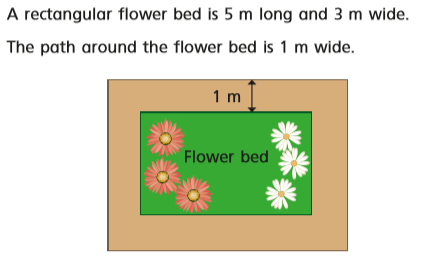 A rectangular flower bed is 5 m long and 3 m wide.
The path around the flower bed is 1 m wide.
1 m
Flower bed